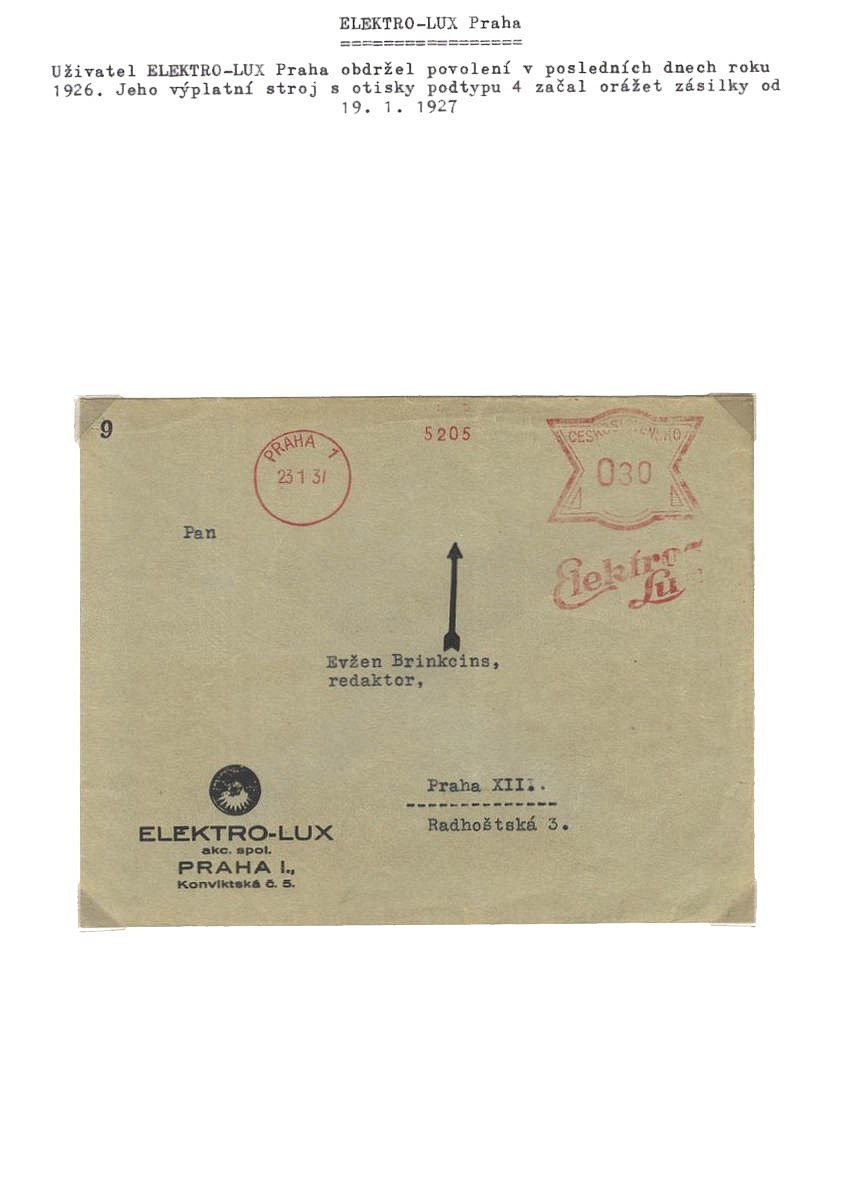 ELEKTRO-LUX Praha
=================
Uživatel ELEKTRO-LUX Praha obdržel povolení v posledních dnech roku
1926. Jeho výplatní stroj s otisky podtypu 4 začal orážet zásilky od
19. 1. 1927
9
PRAHA 1
23 1 31
5205
ČESKOSLOVENSKO
030
Elektro-
Lux
Pan
Evžen Brinkcins,
redaktor,
Praha XIII.
Radhoštská 3.
ELEKTRO-LUX
akc. spol.
PRAHA I.,
Konviktská č. 5.